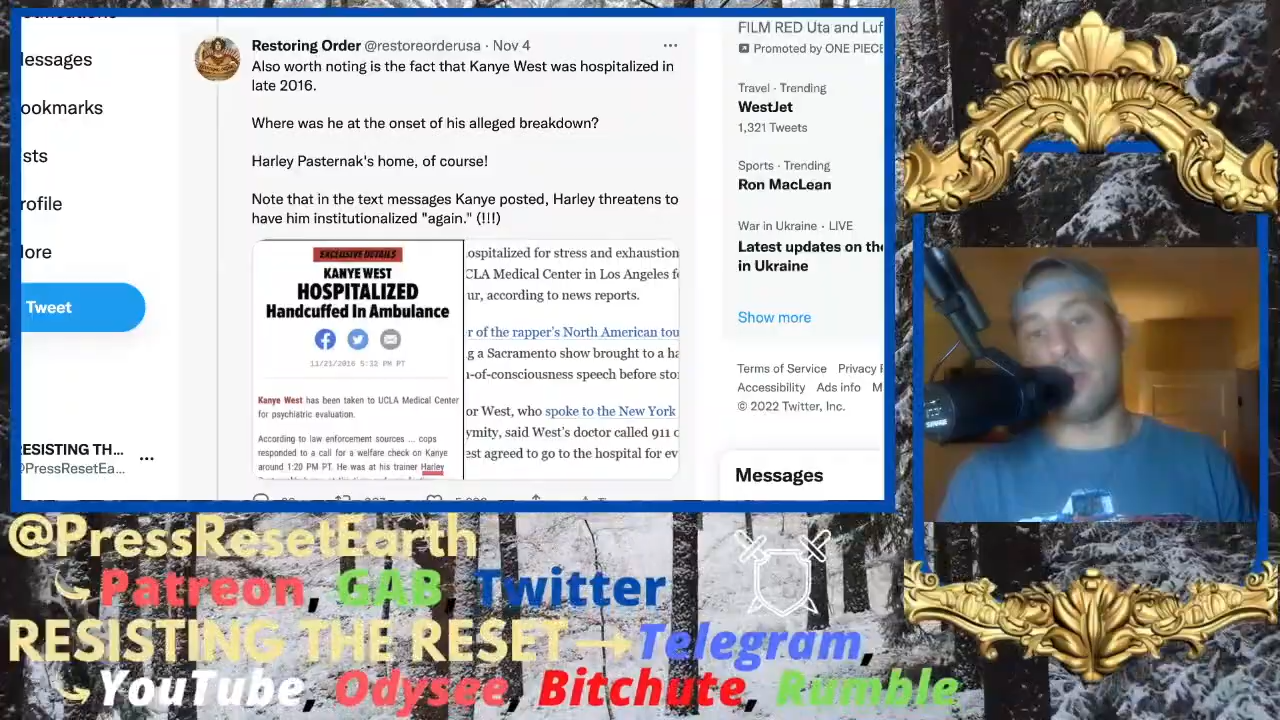 Messages
Bookmarks
Profile
Tweet
RESISTING TH...
@PressResetEa...
Restoring Order @restoreorderusa · Nov 4
Also worth noting is the fact that Kanye West was hospitalized in
late 2016.
Where was he at the onset of his alleged breakdown?
Harley Pasternak's home, of course!
Note that in the text messages Kanye posted, Harley threatens to
have him institutionalized "again." (!!!)
EXCLUSIVE DETAILS
KANYE WEST
HOSPITALIZED
Handcuffed In Ambulance
11/21/2016 5:32 PM PT
Kanye West has been taken to UCLA Medical Center
for psychiatric evaluation.
According to law enforcement sources ... cops
responded to a call for a welfare check on Kanye
around 1:20 PM PT. He was at his trainer Harley
ospitalized for stress and exhaustion
CLA Medical Center in Los Angeles f
ur, according to news reports.
r of the rapper's North American tou
g a Sacramento show brought to a ha
-of-consciousness speech before sto
or West, who spoke to the New York
ymity, said West's doctor called 911
est agreed to go to the hospital for ev
FILM RED Uta and Luf
Promoted by ONE PIECE
Travel · Trending
WestJet
1,321 Tweets
Sports · Trending
Ron MacLean
War in Ukraine · LIVE
Latest updates on the
in Ukraine
Show more
Terms of Service Privacy
Accessibility Ads info
© 2022 Twitter, Inc.
Messages
SHURE
@PressResetEarth
Patreon, GAB, Twitter
RESISTING THE RESET → Telegram,
YouTube, Odysee, Bitchute, Rumble